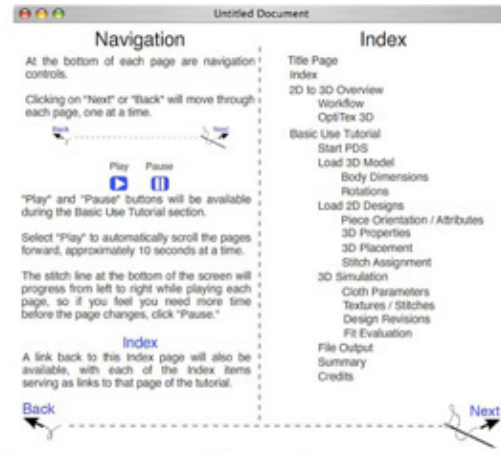 Untitled Document
Navigation
At the bottom of each page are navigation
controls.
Clicking on "Next" or "Back" will move through
each page, one at a time.
Back
Next
Play Pause
"Play" and "Pause" buttons will be available
during the Basic Use Tutorial section.
Select "Play" to automatically scroll the pages
forward, approximately 10 seconds at a time.
The stitch line at the bottom of the screen will
progress from left to right while playing each
page, so if you feel you need more time
before the page changes, click "Pause."
Index
A link back to this Index page will also be
available, with each of the Index items
serving as links to that page of the tutorial.
Back
Index
Title Page
Index
2D to 3D Overview
Workflow
OptiTex 3D
Basic Use Tutorial
Start PDS
Load 3D Model
Body Dimensions
Rotations
Load 2D Designs
Piece Orientation / Attributes
3D Properties
3D Placement
Stitch Assignment
3D Simulation
Cloth Parameters
Textures / Stitches
Design Revisions
Fit Evaluation
File Output
Summary
Credits
Next